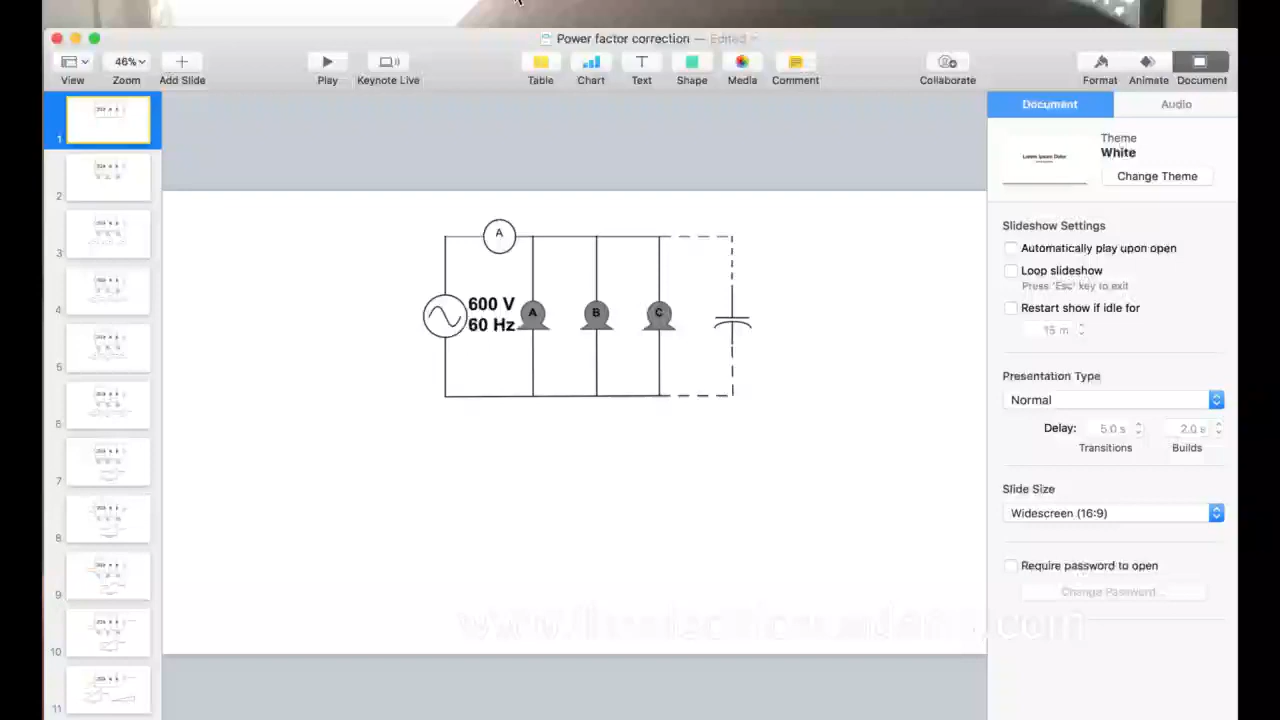 Power factor correction — Edited
46%
View Zoom Add Slide Play Keynote Live Table Chart Text Shape Media Comment Collaborate Format Animate Document
Document Audio
Theme
White
Change Theme
Lorem Ipsum Dolor
Slideshow Settings
Automatically play upon open
Loop slideshow
Press 'Esc' key to exit
Restart show if idle for
15 m
Presentation Type
Normal
Delay: 5.0 s 2.0 s
Transitions Builds
Slide Size
Widescreen (16:9)
Require password to open
Change Password...
1
2
3
4
5
6
7
8
9
10
11
A
600 V
60 Hz
A B C